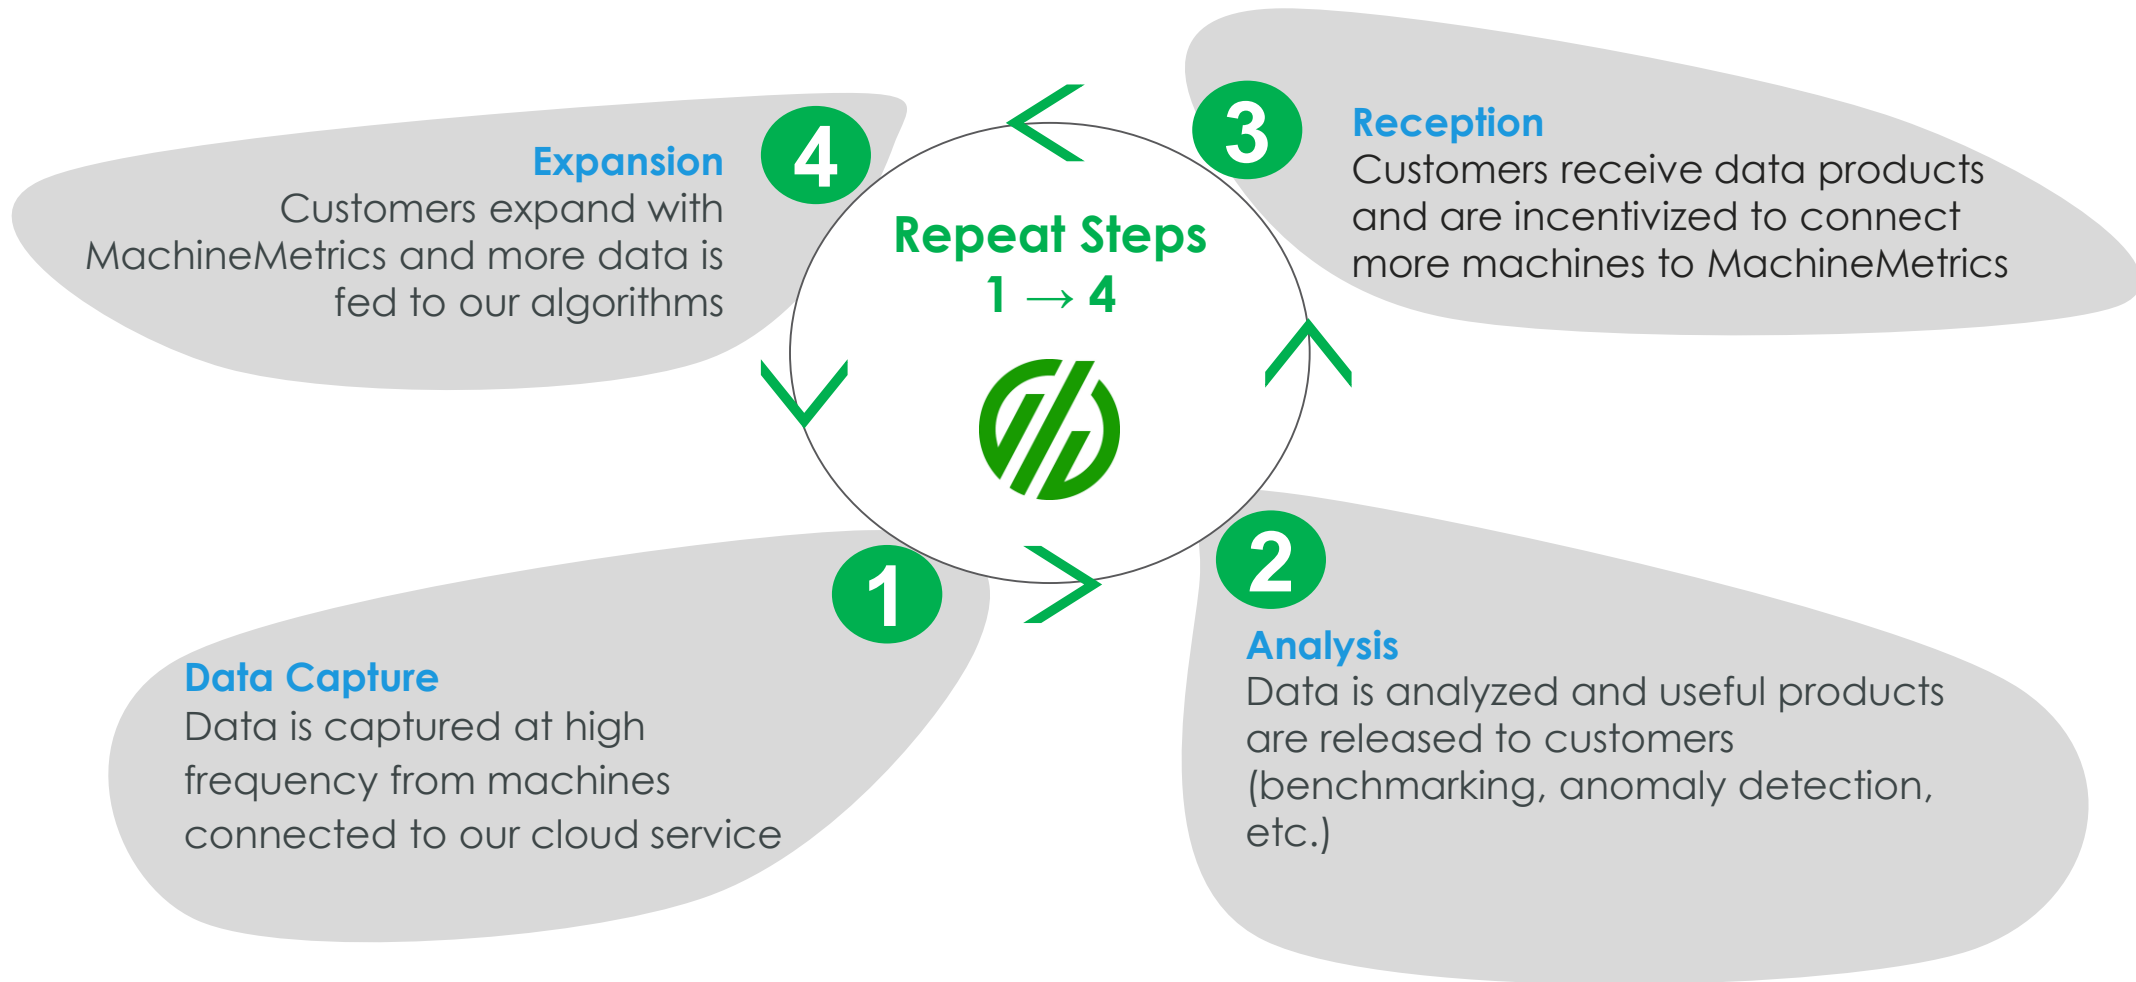 4
Expansion
Customers expand with
MachineMetrics and more data is
fed to our algorithms
3
Reception
Customers receive data products
and are incentivized to connect
more machines to MachineMetrics
Repeat Steps
1 → 4
1
Data Capture
Data is captured at high
frequency from machines
connected to our cloud service
2
Analysis
Data is analyzed and useful products
are released to customers
(benchmarking, anomaly detection,
etc.)